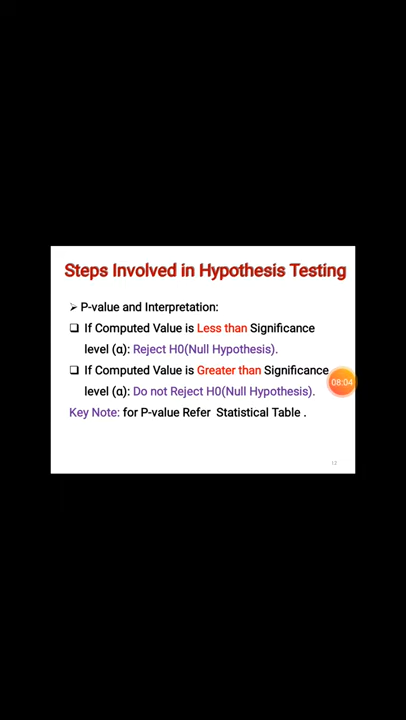 Steps Involved in Hypothesis Testing
➢ P-value and Interpretation:
❑ If Computed Value is Less than Significance
level (α): Reject H0(Null Hypothesis).
❑ If Computed Value is Greater than Significance
level (α): Do not Reject H0(Null Hypothesis).
08:04
Key Note: for P-value Refer Statistical Table .
12